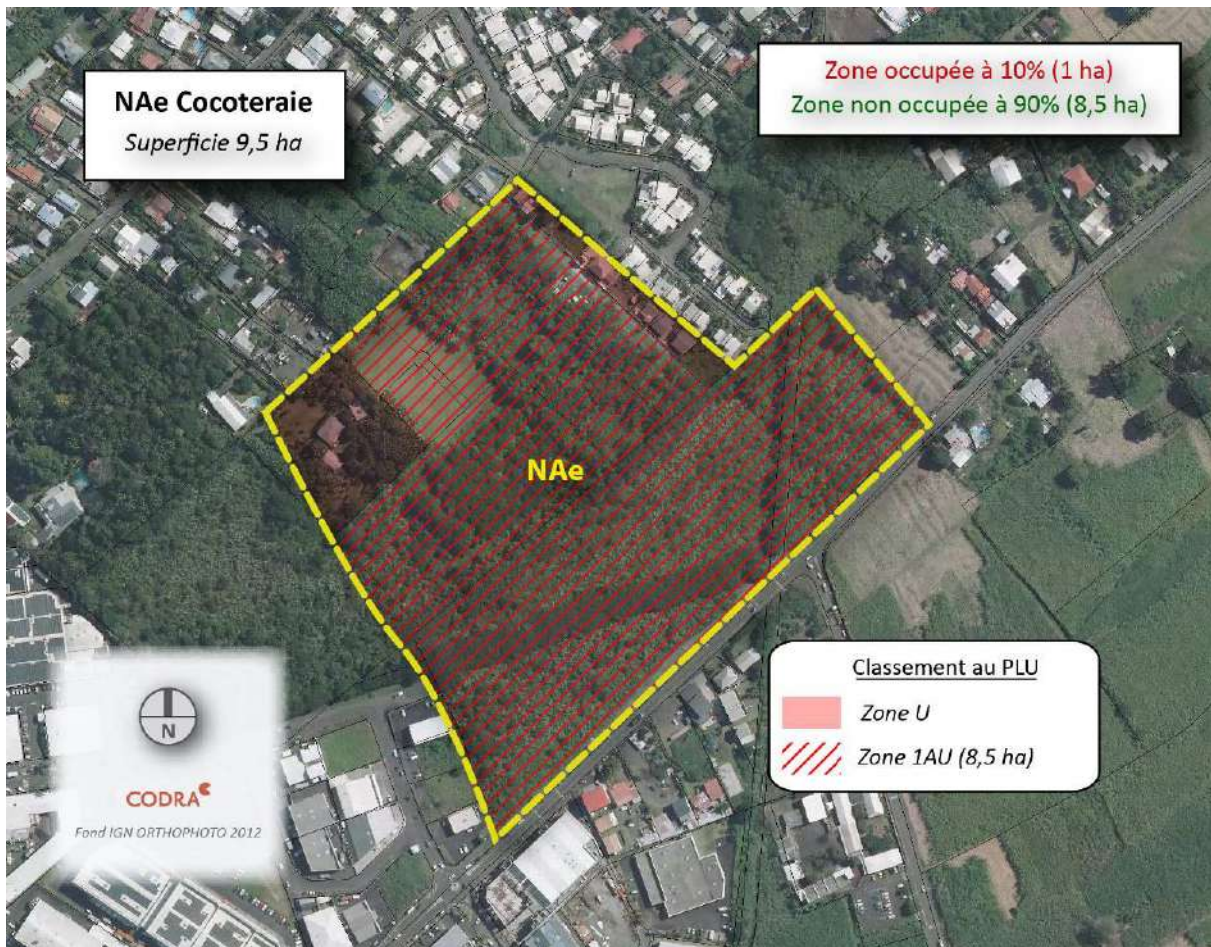 NAe Cocoteraie
Superficie 9,5 ha
Zone occupée à 10% (1 ha)
Zone non occupée à 90% (8,5 ha)
NAe
Classement au PLU
Zone U
Zone 1AU (8,5 ha)
N
CODRA
Fond IGN ORTHOPHOTO 2012